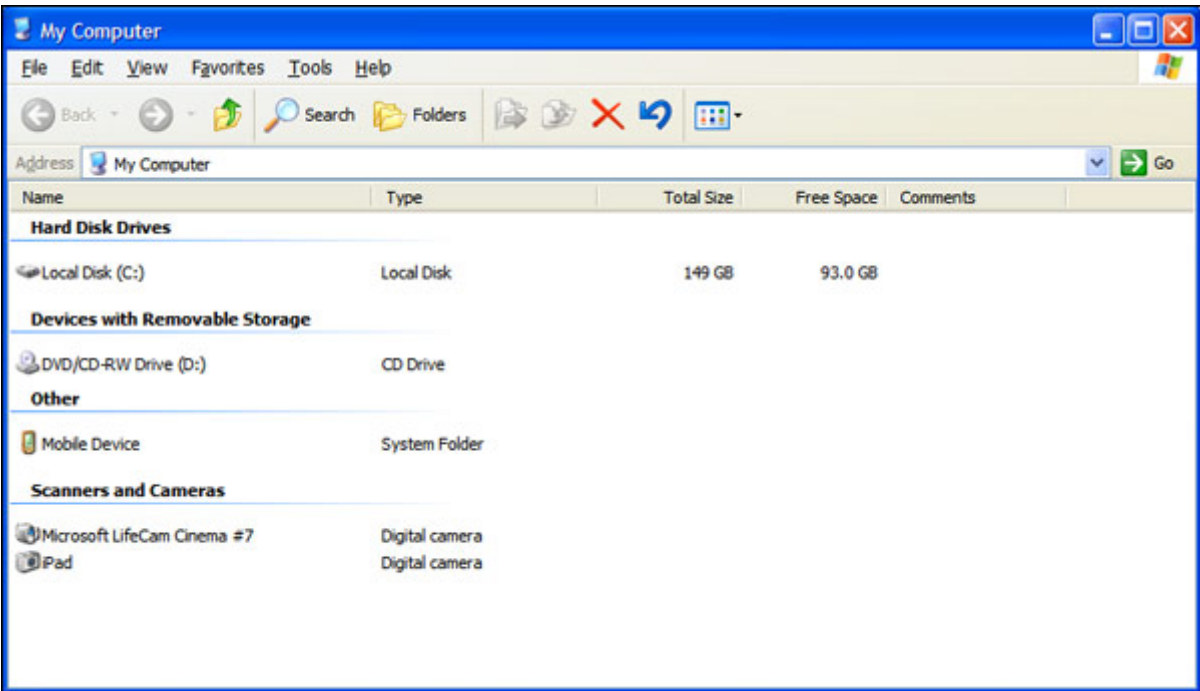 My Computer
File Edit View Favorites Tools Help
Back Search Folders
Address My Computer Go
Name Type Total Size Free Space Comments
Hard Disk Drives
Local Disk (C:) Local Disk 149 GB 93.0 GB
Devices with Removable Storage
DVD/CD-RW Drive (D:) CD Drive
Other
Mobile Device System Folder
Scanners and Cameras
Microsoft LifeCam Cinema #7 Digital camera
iPad Digital camera